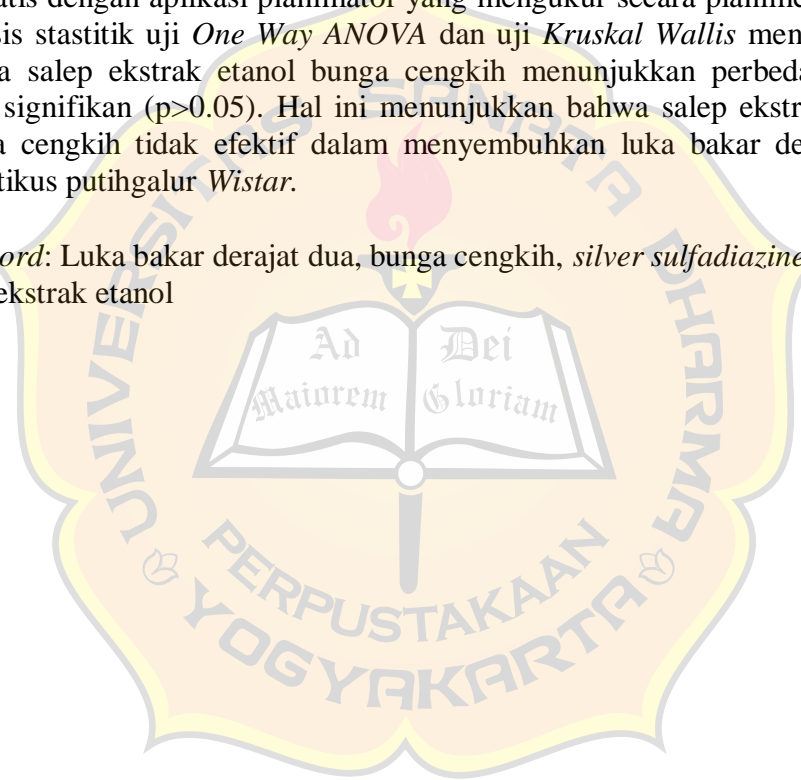 atis dengan aplikasi planimator yang mengukur secara planime
sis stastitik uji One Way ANOVA dan uji Kruskal Wallis men
a salep ekstrak etanol bunga cengkih menunjukkan perbeda
signifikan (p>0.05). Hal ini menunjukkan bahwa salep ekstr
a cengkih tidak efektif dalam menyembuhkan luka bakar de
tikus putihgalur Wistar.
ord: Luka bakar derajat dua, bunga cengkih, silver sulfadiazine
ekstrak etanol
UNIVERSITAS SANATA DHARMA
Ad Dei
Maiorem Gloriam
PERPUSTAKAAN
YOGYAKARTA